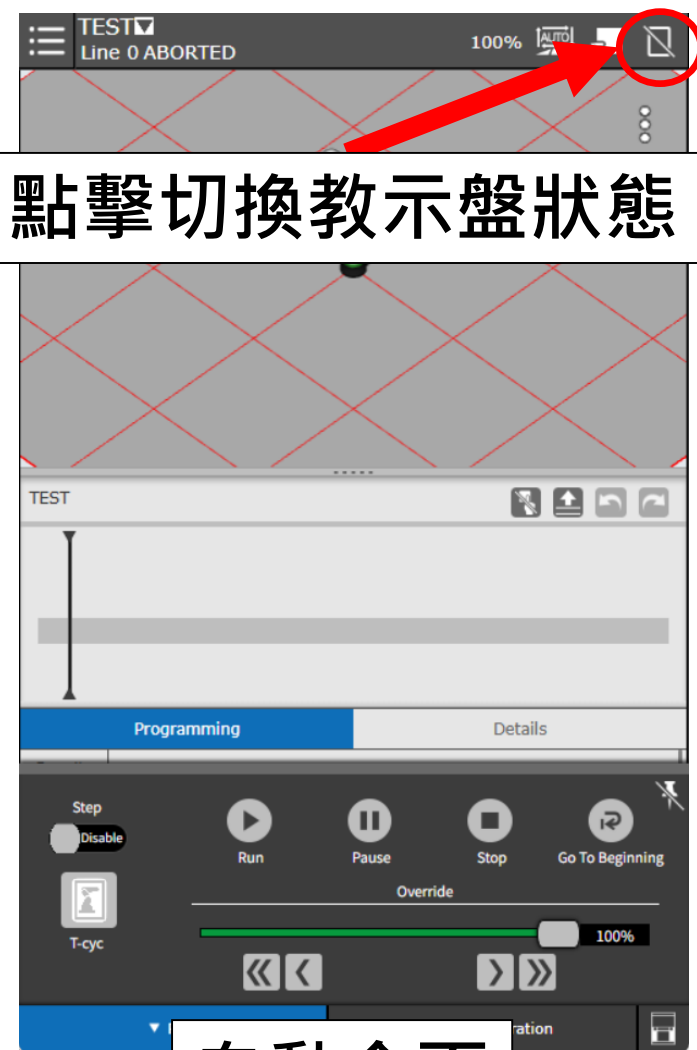 TEST
Line 0 ABORTED
100%
AUTO
點擊切換教示盤狀態
TEST
Programming
Details
Step
Disable
Run
Pause
Stop
Go To Beginning
Override
T-cyc
100%